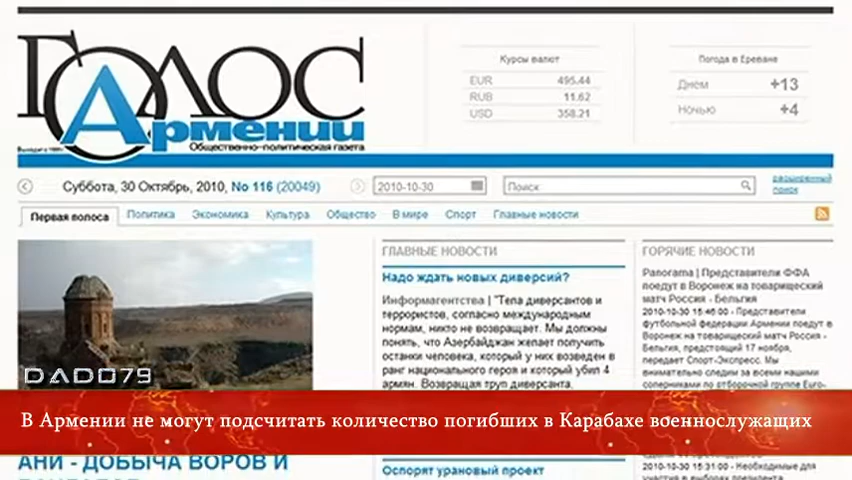 ГОЛОС
Армении
Общественно-политическая газета
Курсы валют
EUR 495.44
RUB 11.62
USD 358.21
Погода в Ереване
Днем +13
Ночью +4
Суббота, 30 Октябрь, 2010, No 116 (20049)
2010-10-30
Поиск
расширенный
поиск
Первая полоса Политика Экономика Культура Общество В мире Спорт Главные новости
ГЛАВНЫЕ НОВОСТИ
Надо ждать новых диверсий?
Информагентства | "Тела диверсантов и
террористов, согласно международным
нормам, никто не возвращает. Мы должны
понять, что Азербайджан желает получить
останки человека, который у них возведен в
ранг национального героя и который убил 4
армян. Возвращая труп диверсанта,
Оспорят урановый проект
ГОРЯЧИЕ НОВОСТИ
Panorama | Представители ФФА
поедут в Воронеж на товарищеский
матч Россия - Бельгия
2010-10-30 15:46:00 - Представители
футбольной федерации Армении поедут в
Воронеж на товарищеский матч Россия -
Бельгия, предстоящий 17 ноября,
передает Спорт-Экспресс. Мы
внимательно следим за всеми нашими
соперниками по отборочной группе Euro-
2010-10-30 15:31:00 - Необходимые для
участия в выборах президента
DADO79
В Армении не могут подсчитать количество погибших в Карабахе военнослужащих
АНИ - ДОБЫЧА ВОРОВ И